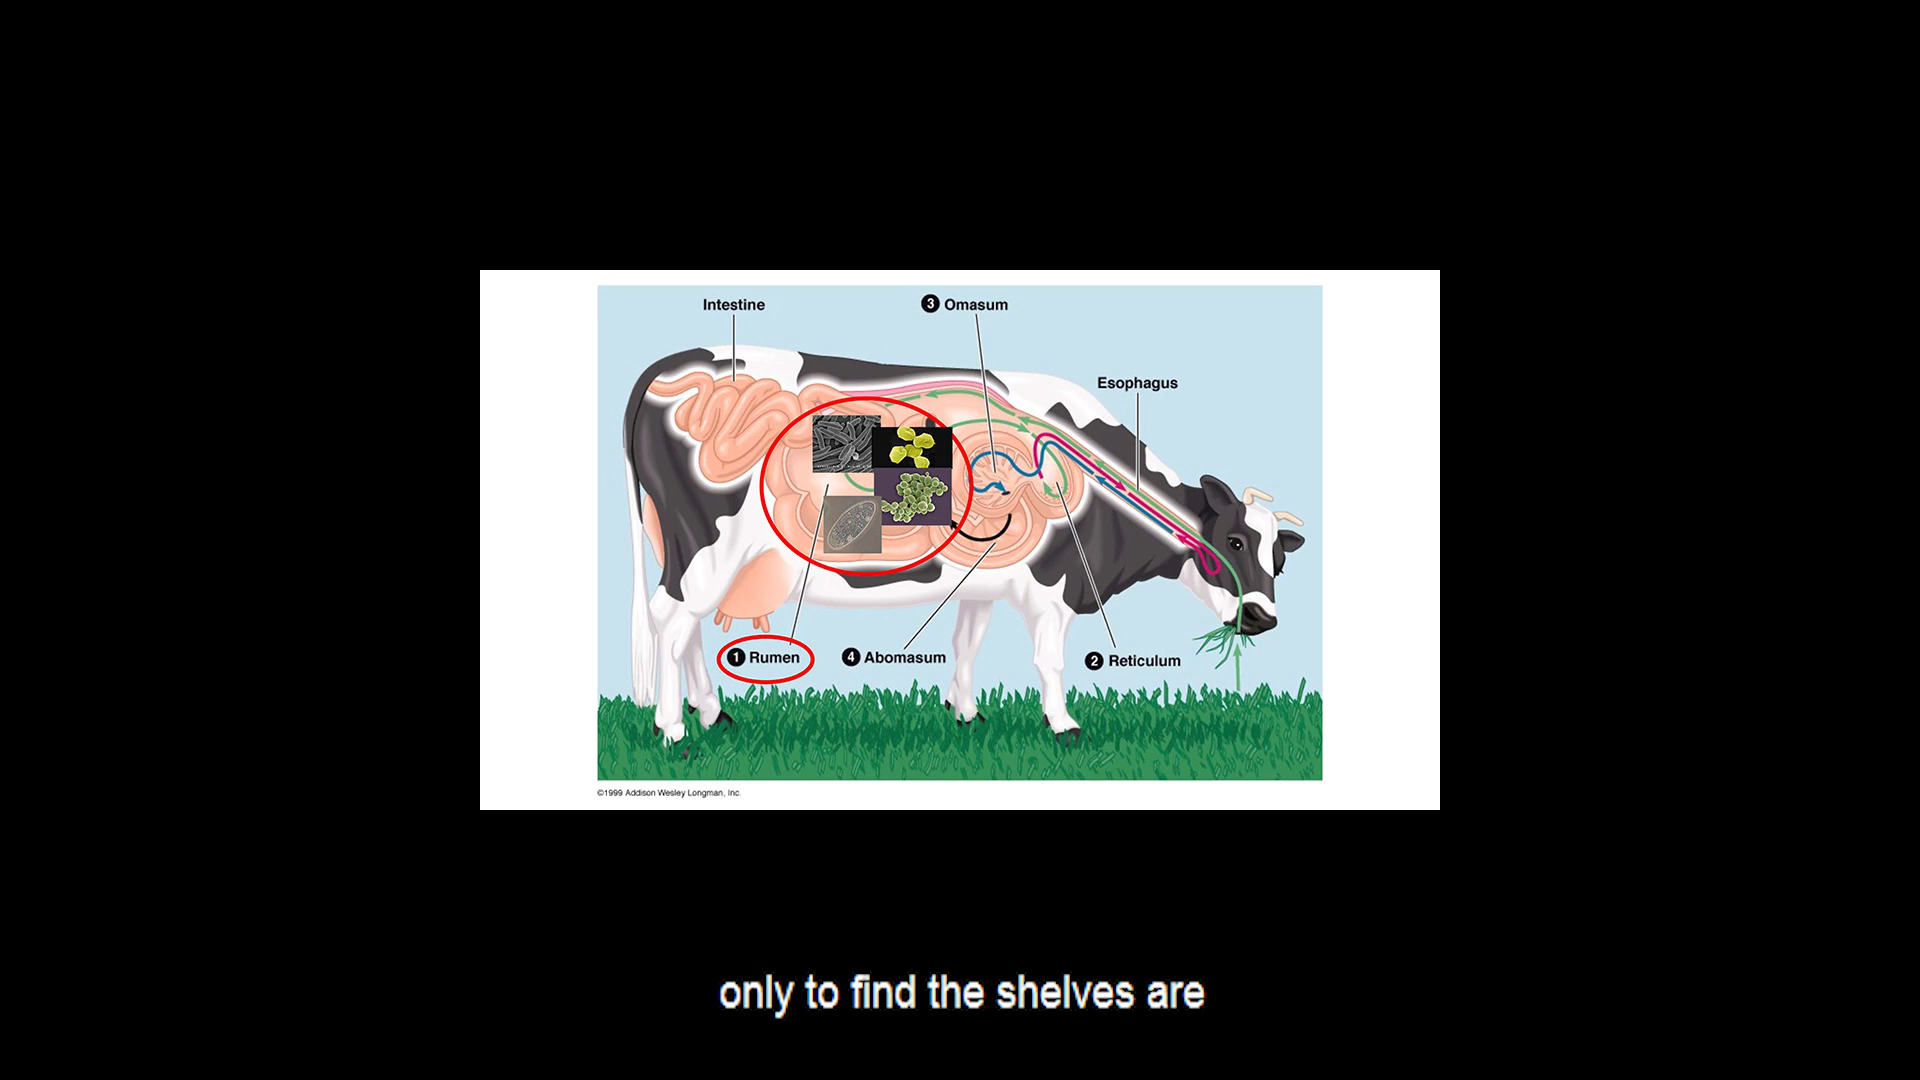 Intestine
3 Omasum
Esophagus
1 Rumen
4 Abomasum
2 Reticulum
©1999 Addison Wesley Longman, Inc.
only to find the shelves are